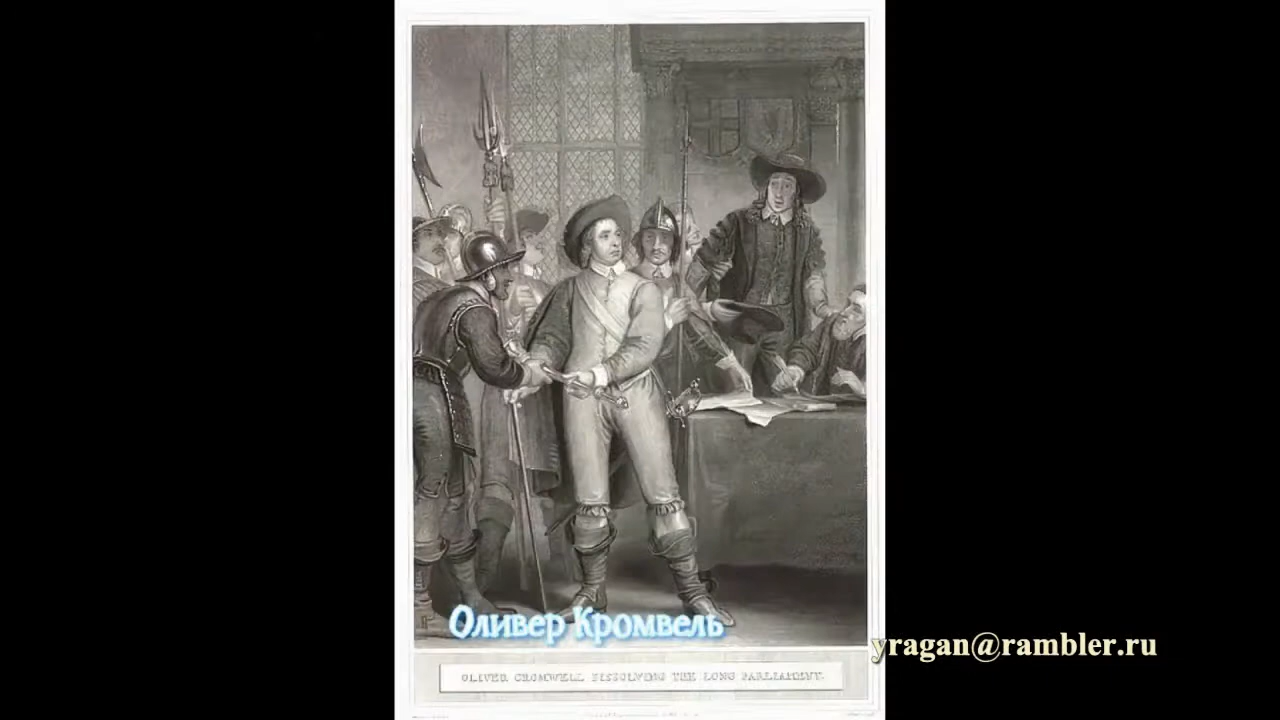 Оливер Кромвель
yragan@rambler.ru
OLIVER CROMWELL DISSOLVING THE LONG PARLIAMENT.